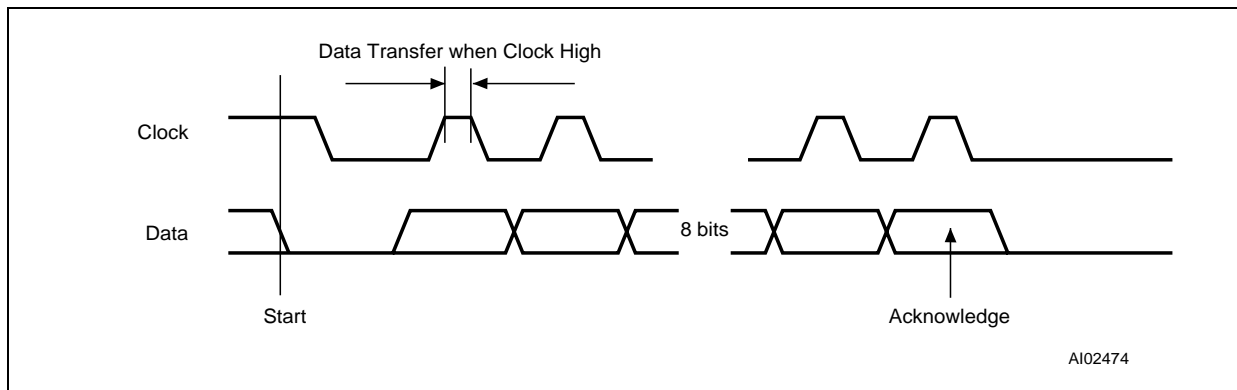 Data Transfer when Clock High
Clock
Data
8 bits
Start
Acknowledge
AI02474